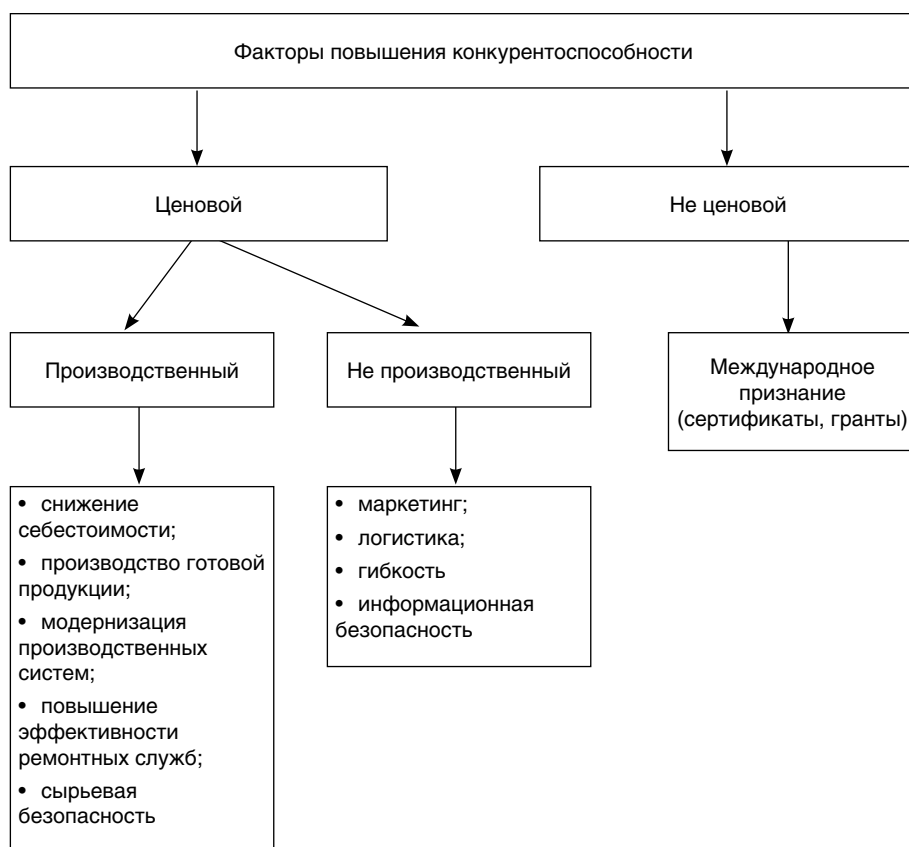 Факторы повышения конкурентоспособности
Ценовой
Не ценовой
Производственный
Не производственный
Международное
признание
(сертификаты, гранты)
• снижение
себестоимости;
• производство готовой
продукции;
• модернизация
производственных
систем;
• повышение
эффективности
ремонтных служб;
• сырьевая
безопасность
• маркетинг;
• логистика;
• гибкость
• информационная
безопасность